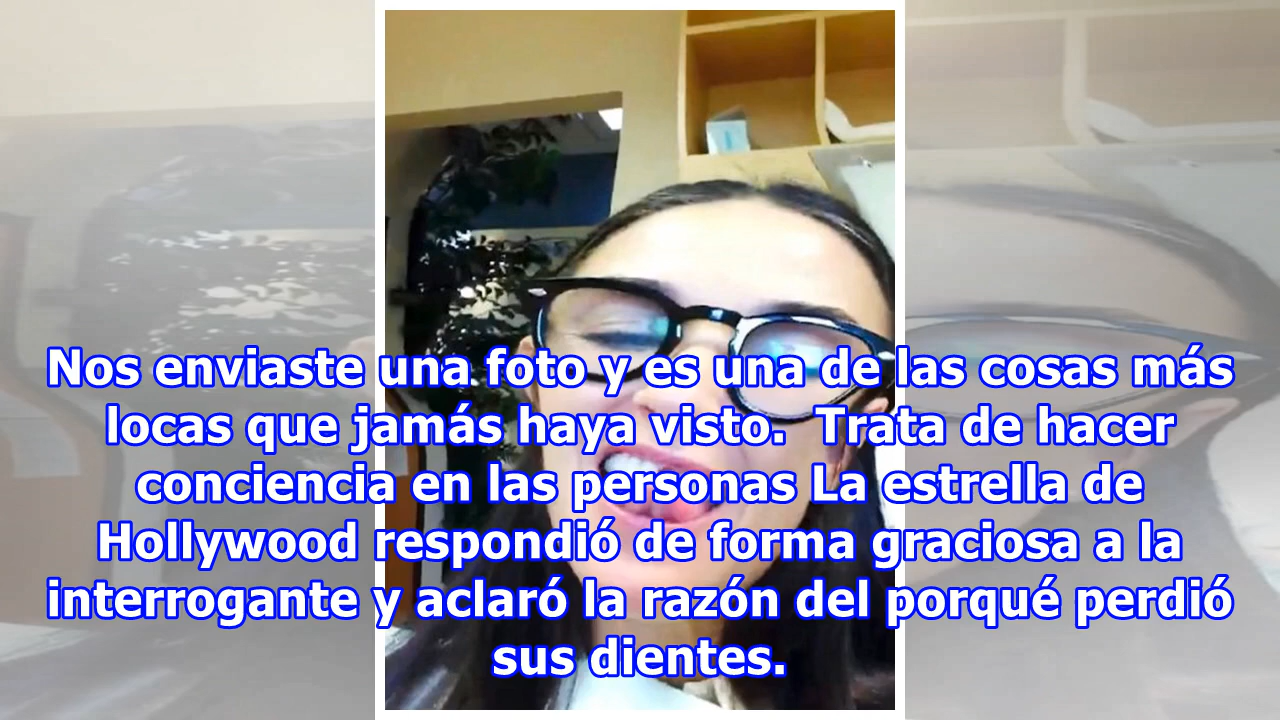 Nos enviaste una foto y es una de las cosas más
locas que jamás haya visto.  Trata de hacer
conciencia en las personas La estrella de
Hollywood respondió de forma graciosa a la
interrogante y aclaró la razón del porqué perdió
sus dientes.